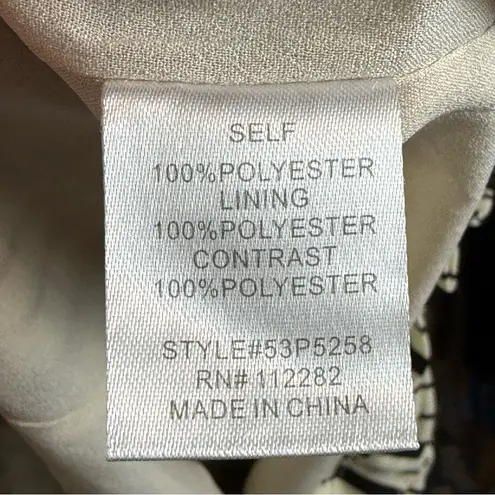 SELF
100%POLYESTER
LINING
100%POLYESTER
CONTRAST
100%POLYESTER
STYLE#53P5258
RN# 112282
MADE IN CHINA